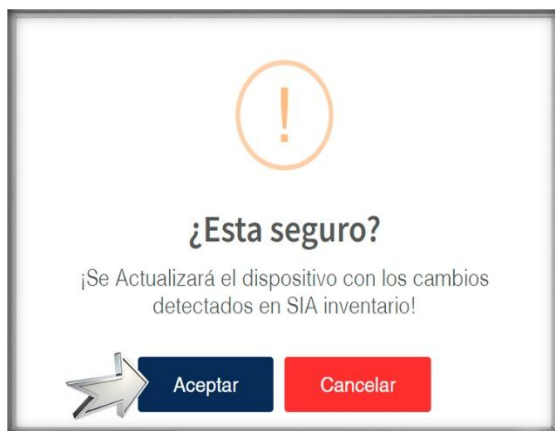 !
¿Esta seguro?
¡Se Actualizará el dispositivo con los cambios
detectados en SIA inventario!
Aceptar
Cancelar